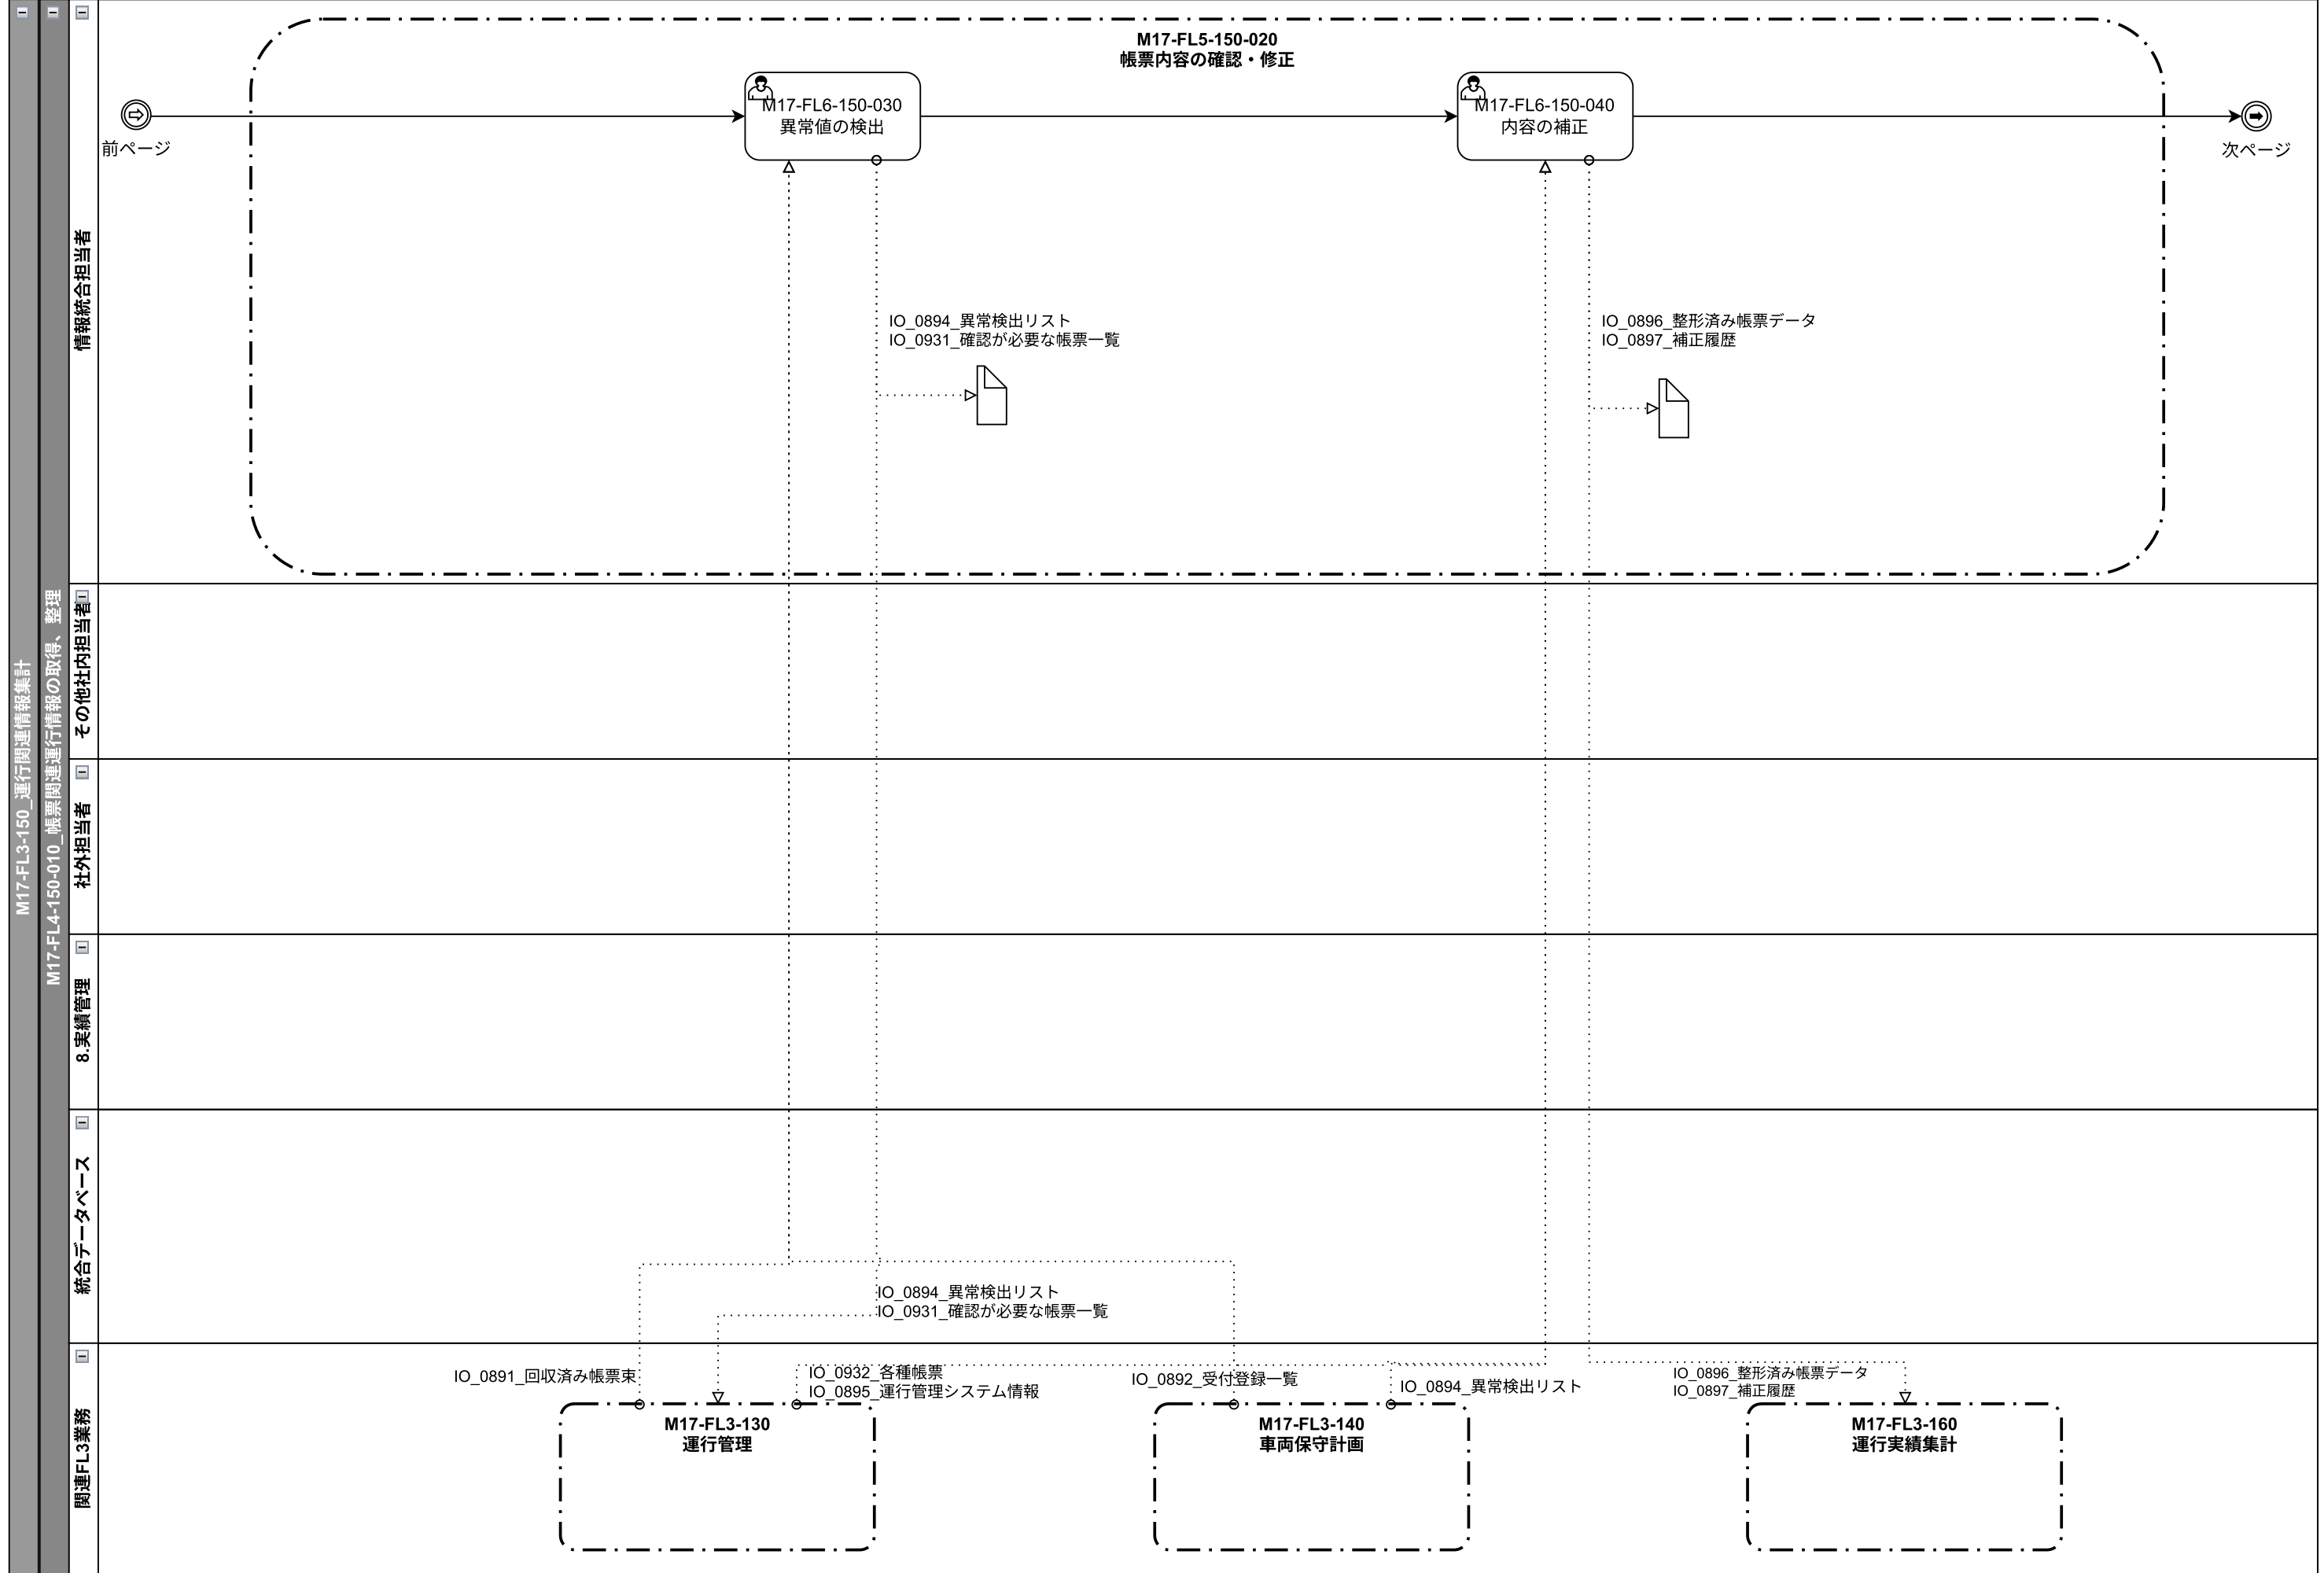 M17-FL3-150_運行関連情報集計
M17-FL4-150-010_帳票関連運行情報の取得、整理
情報統合担当者
M17-FL5-150-020
帳票内容の確認・修正
前ページ
M17-FL6-150-030
異常値の検出
M17-FL6-150-040
内容の補正
次ページ
IO_0894_異常検出リスト
IO_0931_確認が必要な帳票一覧
IO_0896_整形済み帳票データ
IO_0897_補正履歴
その他社内担当者
社外担当者
8.実績管理
統合データベース
IO_0894_異常検出リスト
IO_0931_確認が必要な帳票一覧
関連FL3業務
IO_0891_回収済み帳票束
IO_0932_各種帳票
IO_0895_運行管理システム情報
IO_0892_受付登録一覧
IO_0894_異常検出リスト
IO_0896_整形済み帳票データ
IO_0897_補正履歴
M17-FL3-130
運行管理
M17-FL3-140
車両保守計画
M17-FL3-160
運行実績集計